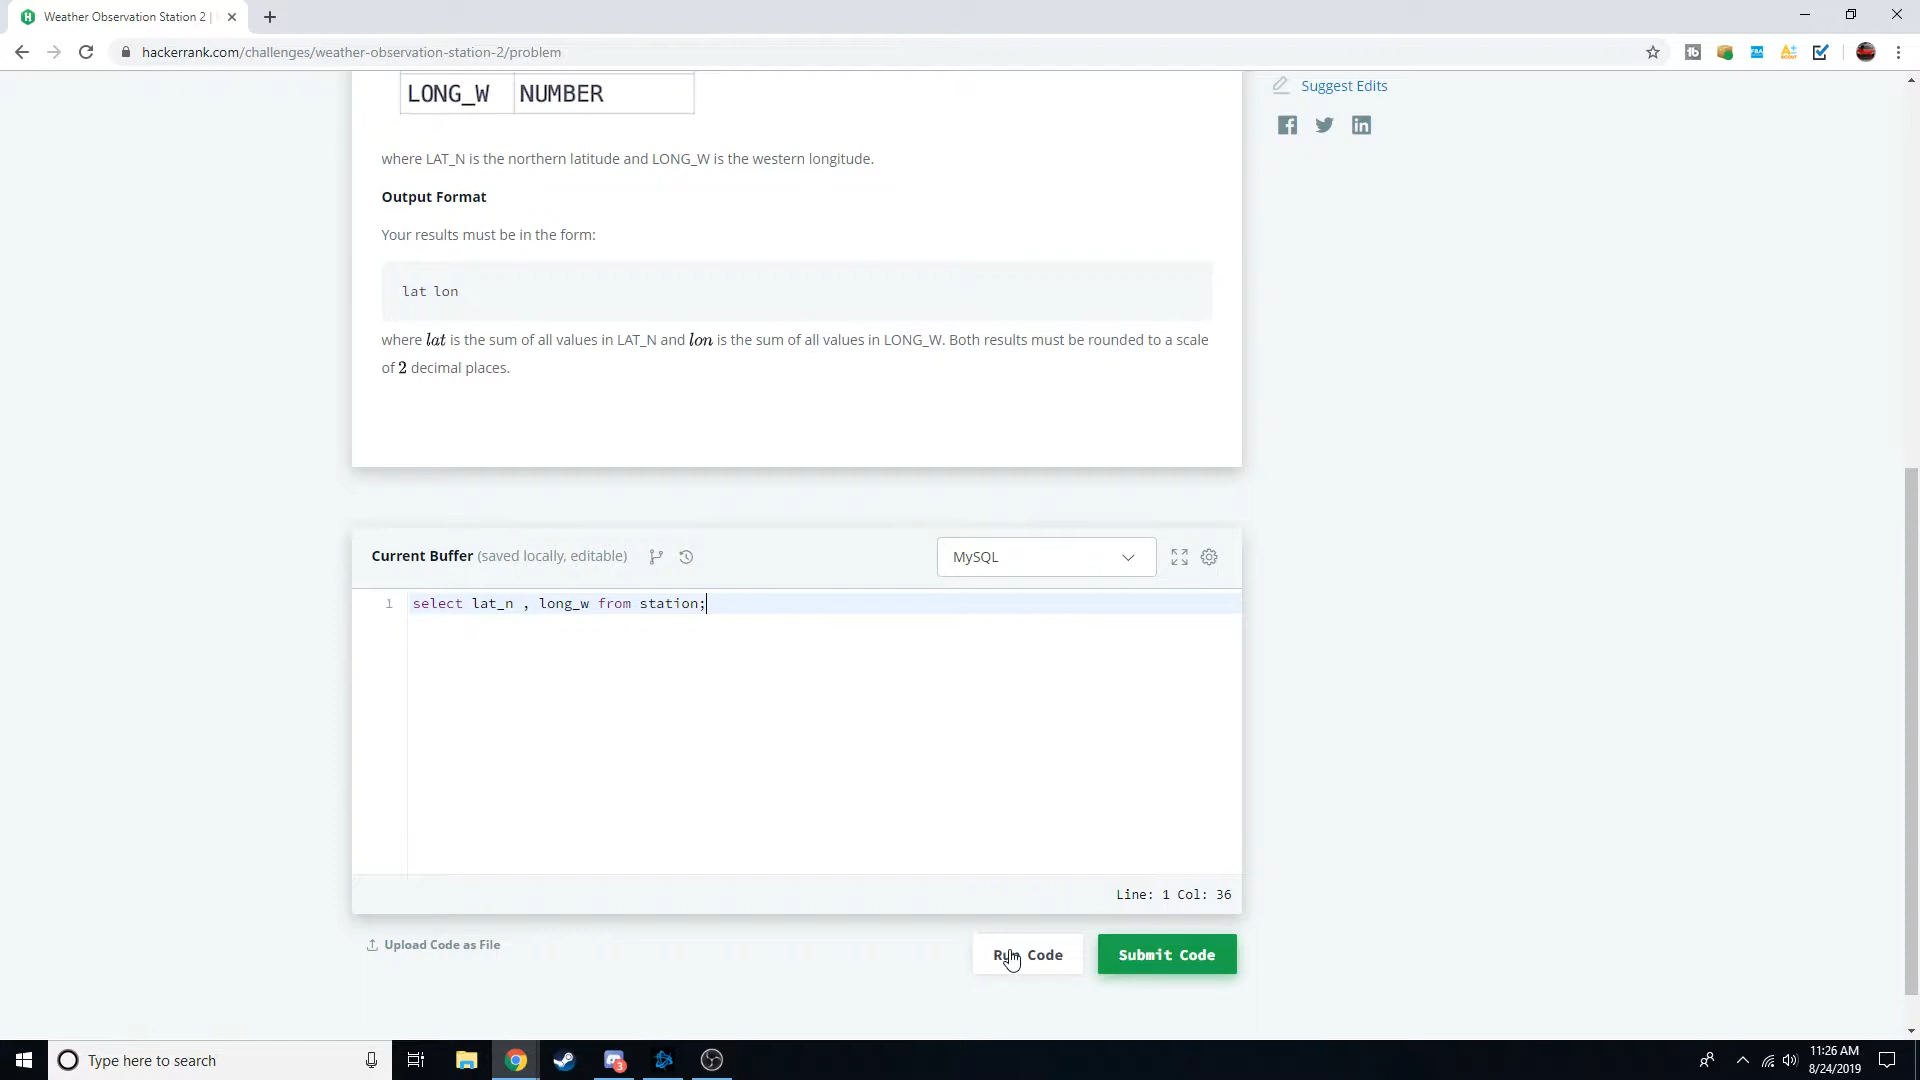 Weather Observation Station 2 |
hackerrank.com/challenges/weather-observation-station-2/problem
LONG_W NUMBER
Suggest Edits
where LAT_N is the northern latitude and LONG_W is the western longitude.
Output Format
Your results must be in the form:
lat lon
where lat is the sum of all values in LAT_N and lon is the sum of all values in LONG_W. Both results must be rounded to a scale
of 2 decimal places.
Current Buffer (saved locally, editable)
MySQL
1 select lat_n , long_w from station;
Line: 1 Col: 36
Upload Code as File
Run Code
Submit Code
Type here to search
3
11:26 AM
8/24/2019